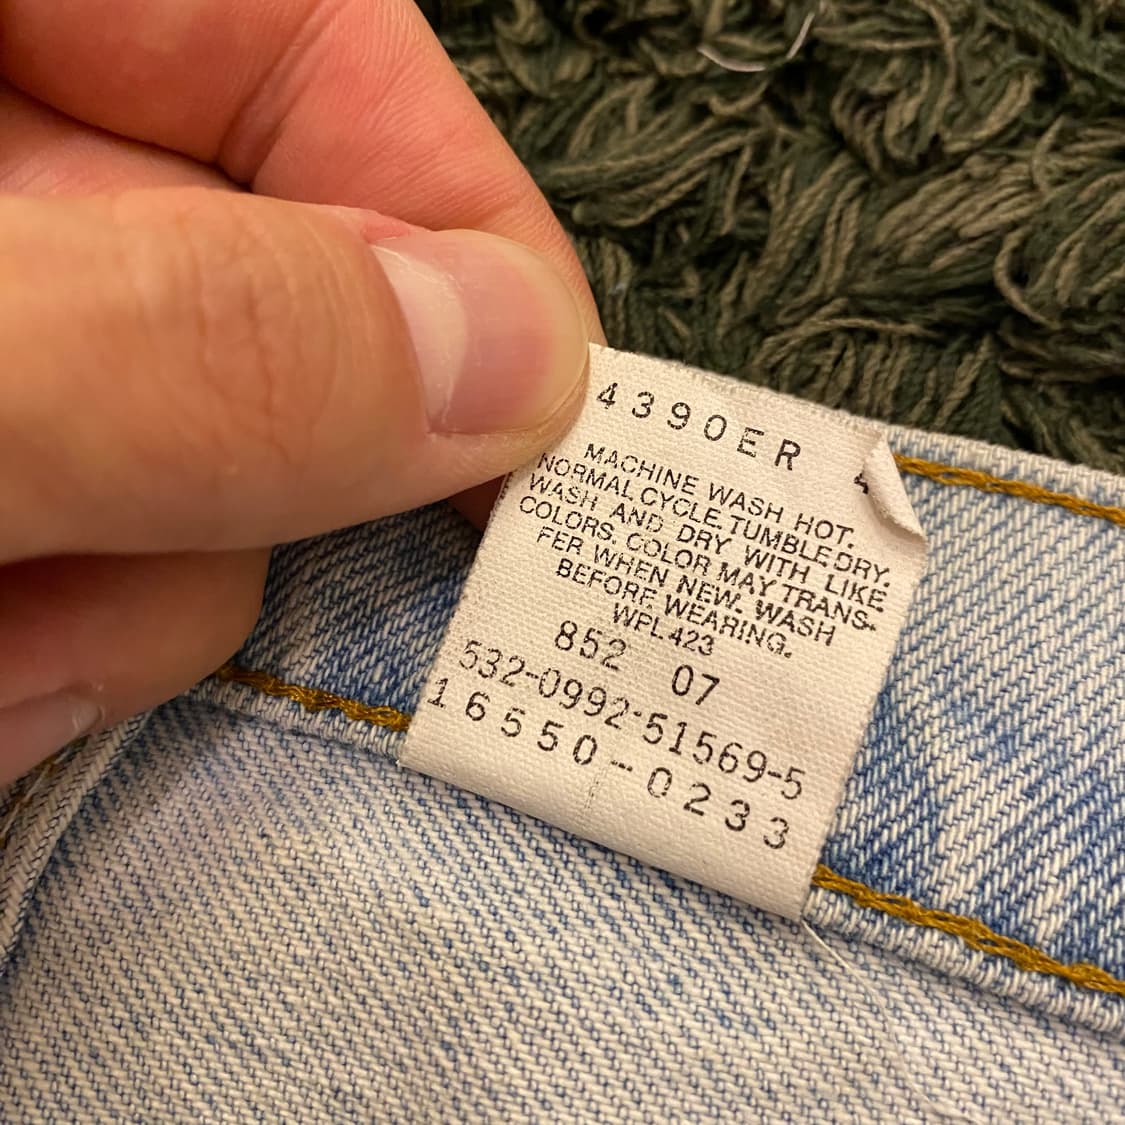 4390ER
MACHINE WASH HOT.
NORMAL CYCLE. TUMBLE DRY.
WASH AND DRY WITH LIKE
COLORS. COLOR MAY TRANS-
FER WHEN NEW. WASH
BEFORE WEARING.
WPL 423
852 07
532-0992-51569-5
16550-0233